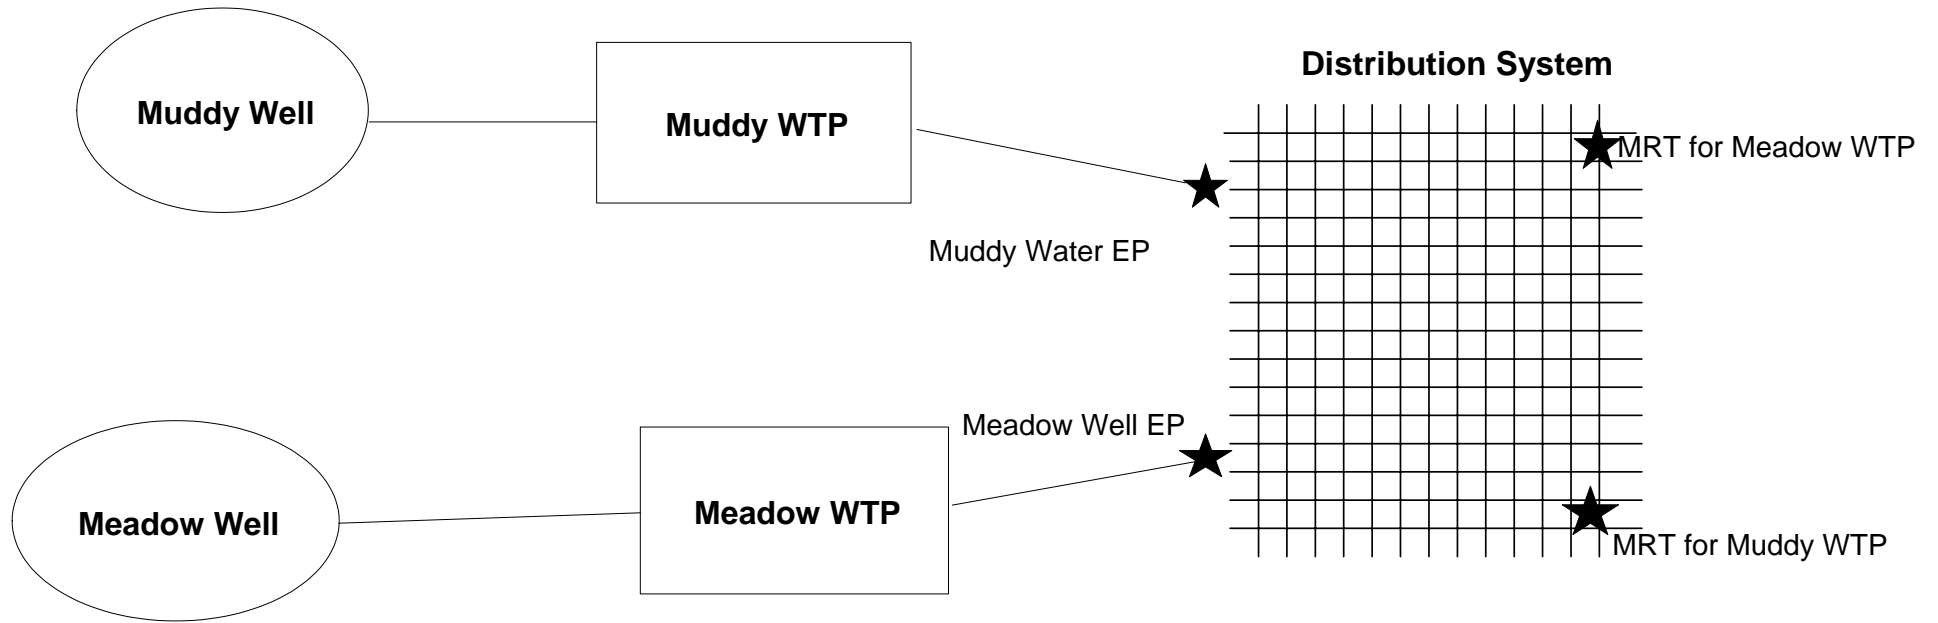 Distribution System
Muddy Well
Muddy WTP
MRT for Meadow WTP
Muddy Water EP
Meadow Well EP
Meadow Well
Meadow WTP
MRT for Muddy WTP